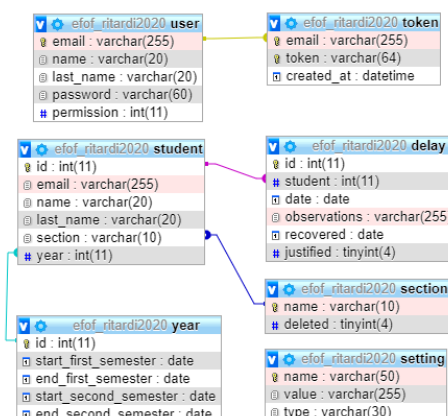 efof_ritardi2020 user
email : varchar(255)
name : varchar(20)
last_name : varchar(20)
password : varchar(60)
# permission : int(11)
efof_ritardi2020 token
email : varchar(255)
token : varchar(64)
created_at : datetime
efof_ritardi2020 student
id : int(11)
email : varchar(255)
name : varchar(20)
last_name : varchar(20)
section : varchar(10)
# year : int(11)
efof_ritardi2020 delay
id : int(11)
# student : int(11)
date : date
observations : varchar(255
recovered : date
# justified : tinyint(4)
efof_ritardi2020 section
name : varchar(10)
# deleted : tinyint(4)
efof_ritardi2020 year
id : int(11)
start_first_semester : date
end_first_semester : date
start_second_semester : date
end_second_semester : date
efof_ritardi2020 setting
name : varchar(50)
value : varchar(255)
type : varchar(30)